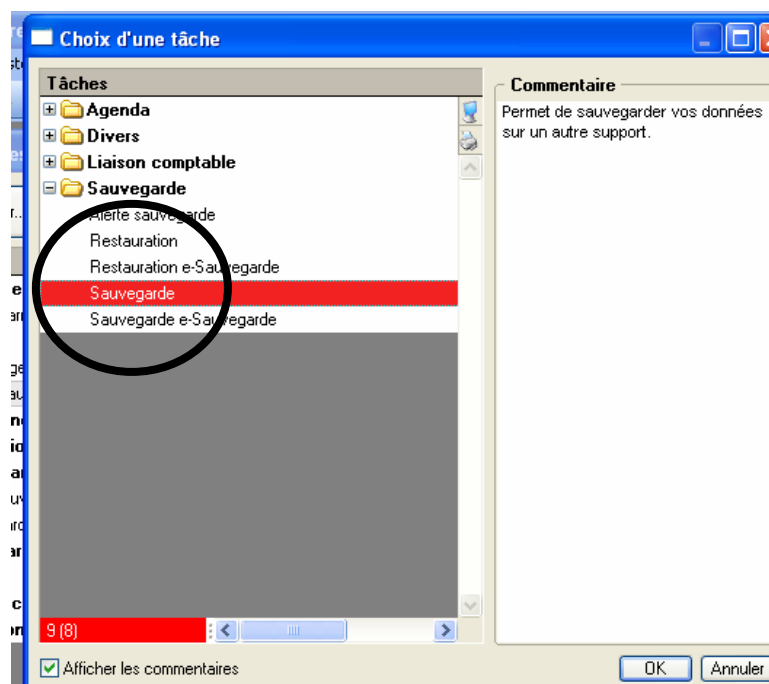 Choix d'une tâche
Tâches
Agenda
Divers
Liaison comptable
Sauvegarde
Alerte sauvegarde
Restauration
Restauration e-Sauvegarde
Sauvegarde
Sauvegarde e-Sauvegarde
9 (8)
Afficher les commentaires
Commentaire
Permet de sauvegarder vos données
sur un autre support.
OK
Annuler